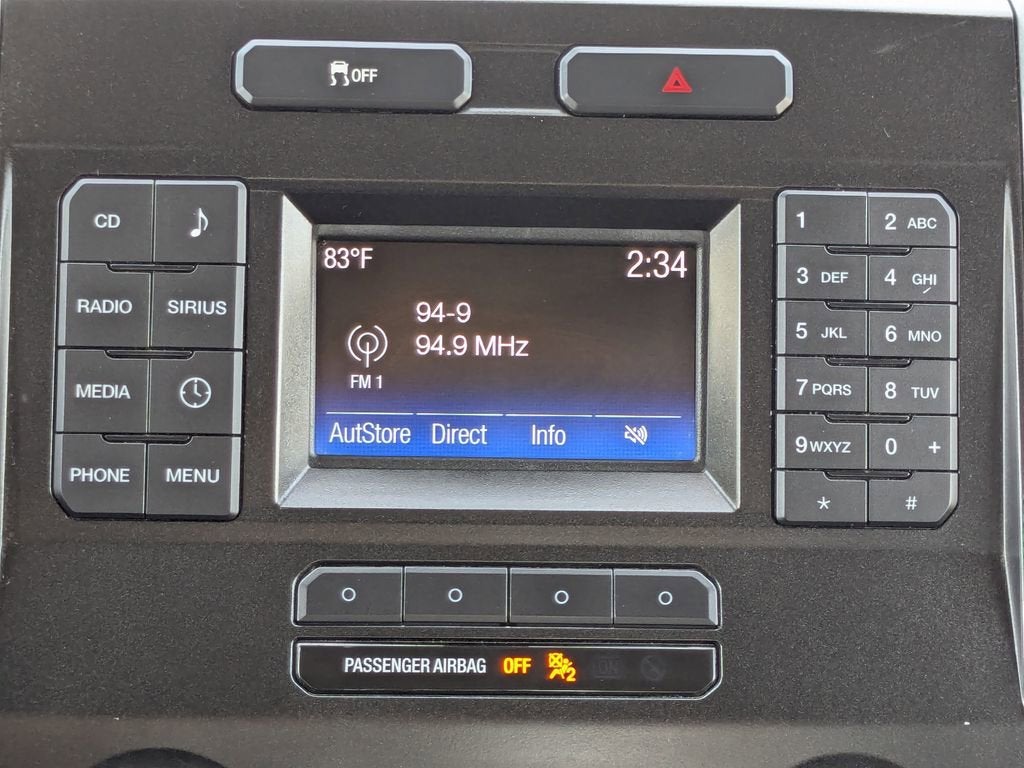 OFF
CD
RADIO SIRIUS
MEDIA
PHONE MENU
83°F 2:34
94-9
94.9 MHz
FM 1
AutStore Direct Info
1 2 ABC
3 DEF 4 GHI
5 JKL 6 MNO
7 PQRS 8 TUV
9 WXYZ 0 +
* #
PASSENGER AIRBAG OFF 2